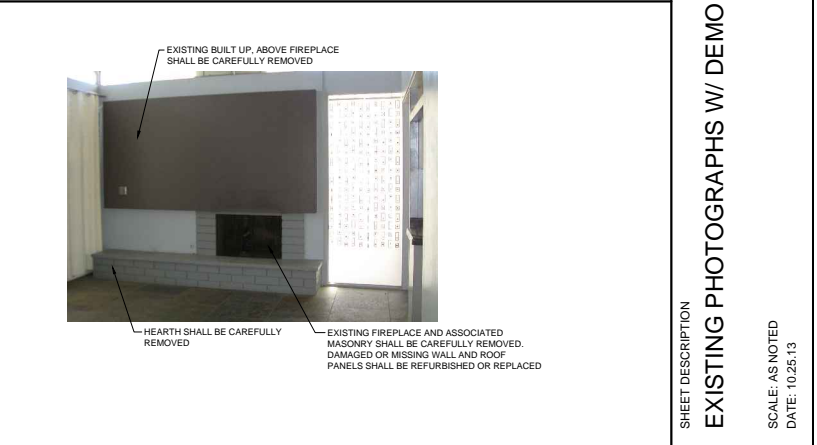 EXISTING BUILT UP, ABOVE FIREPLACE
SHALL BE CAREFULLY REMOVED
HEARTH SHALL BE CAREFULLY
REMOVED
EXISTING FIREPLACE AND ASSOCIATED
MASONRY SHALL BE CAREFULLY REMOVED.
DAMAGED OR MISSING WALL AND ROOF
PANELS SHALL BE REFURBISHED OR REPLACED
SHEET DESCRIPTION
EXISTING PHOTOGRAPHS W/ DEMO
SCALE: AS NOTED
DATE: 10.25.13